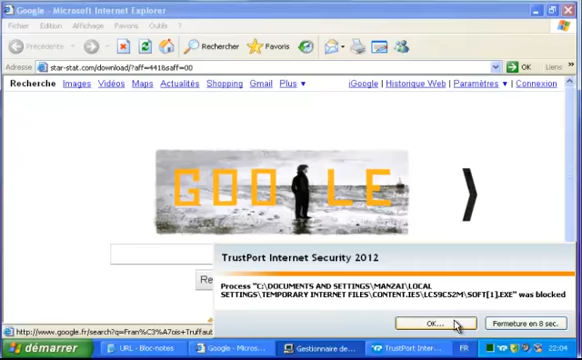 Google - Microsoft Internet Explorer
Fichier Edition Affichage Favoris Outils ?
Précédente Rechercher Favoris
Adresse star-stat.com/download/?aff=4416&saff=00 OK Liens »
Recherche Images Vidéos Maps Actualités Shopping Gmail Plus ▼ iGoogle | Historique Web | Paramètres ▼ | Connexion
GOO LE
TrustPort Internet Security 2012
Re
Process "C:\DOCUMENTS AND SETTINGS\MANZAI\LOCAL
SETTINGS\TEMPORARY INTERNET FILES\CONTENT.IE5\LC59C52M\SOFT[1].EXE" was blocked
OK... Fermeture en 8 sec.
http://www.google.fr/search?q=Fran%C3%A7ois+Truffaut
démarrer URL - Bloc-notes Google - Micros... Gestionnaire de... TrustPort Inter... FR 22:04